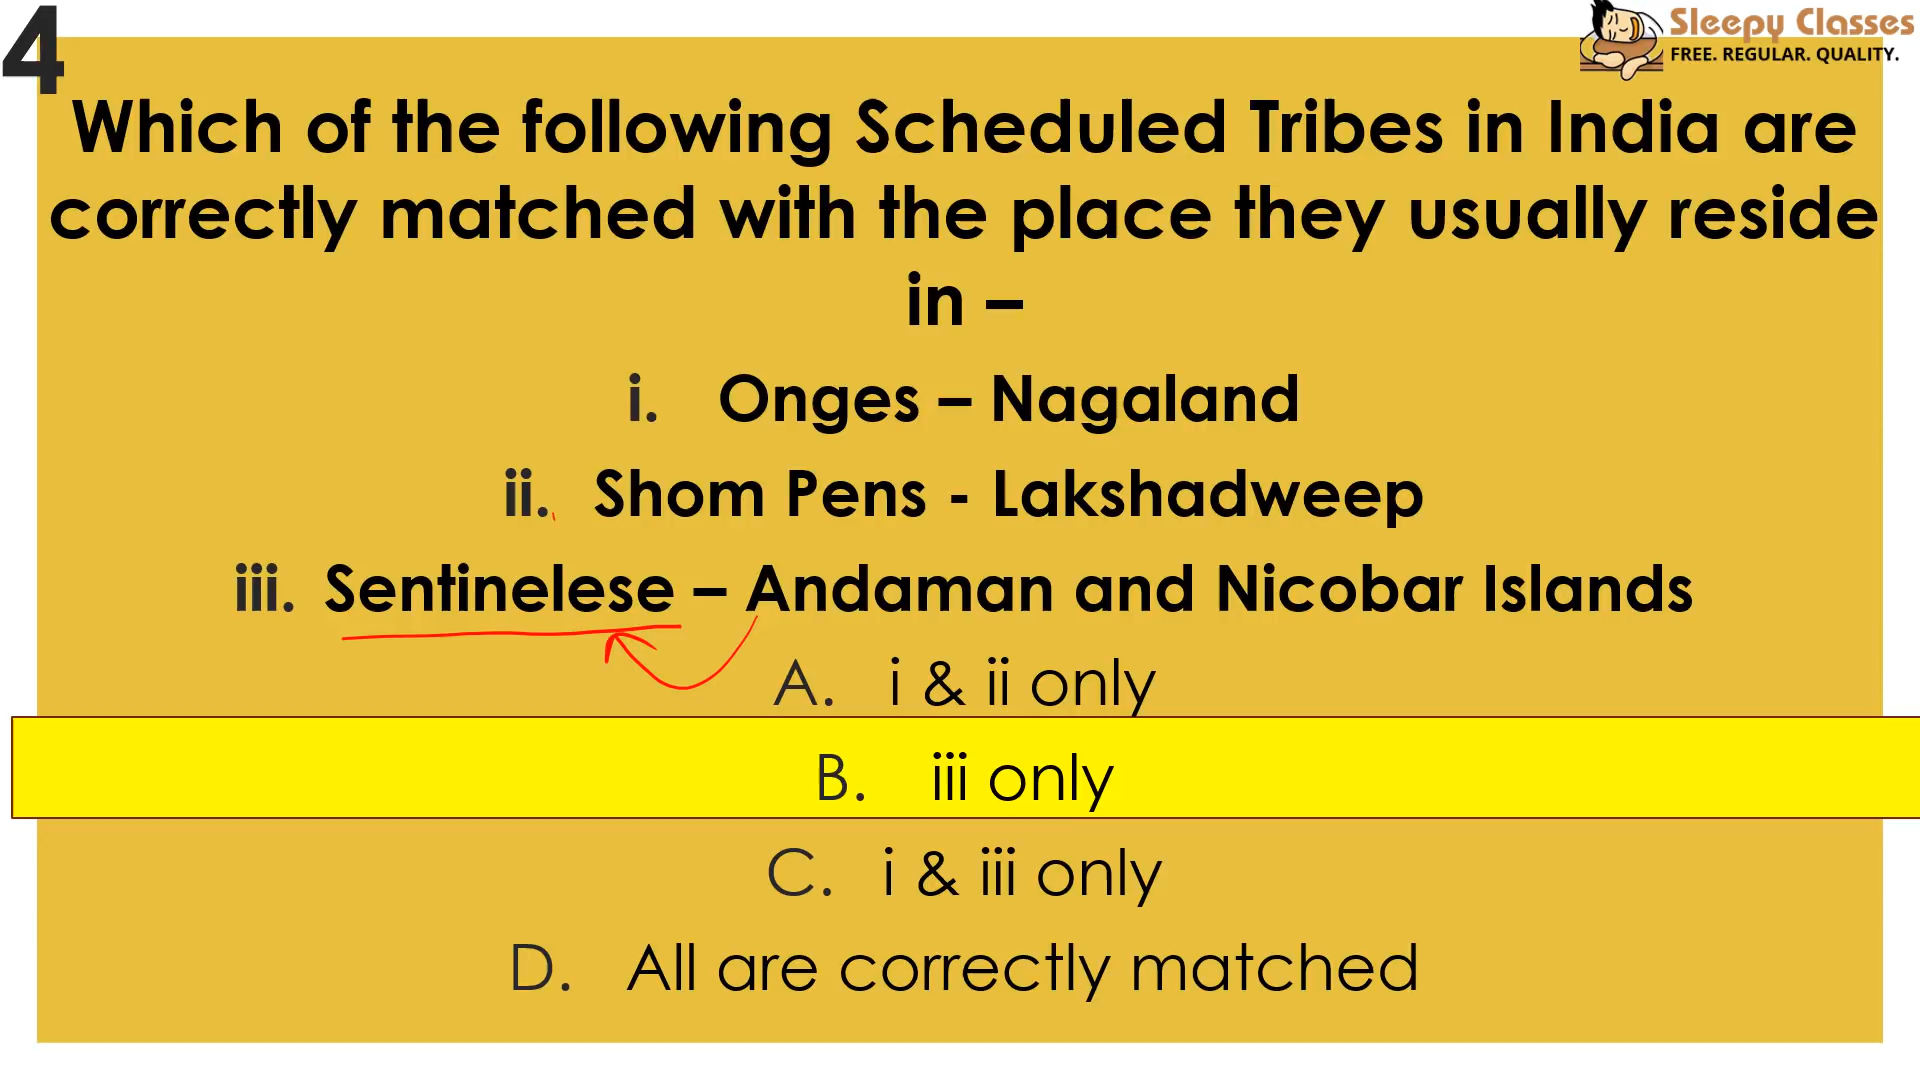 4
Sleepy Classes
FREE. REGULAR. QUALITY.
Which of the following Scheduled Tribes in India are
correctly matched with the place they usually reside
in –
i. Onges – Nagaland
ii. Shom Pens - Lakshadweep
iii. Sentinelese – Andaman and Nicobar Islands
A. i & ii only
B. iii only
C. i & iii only
D. All are correctly matched